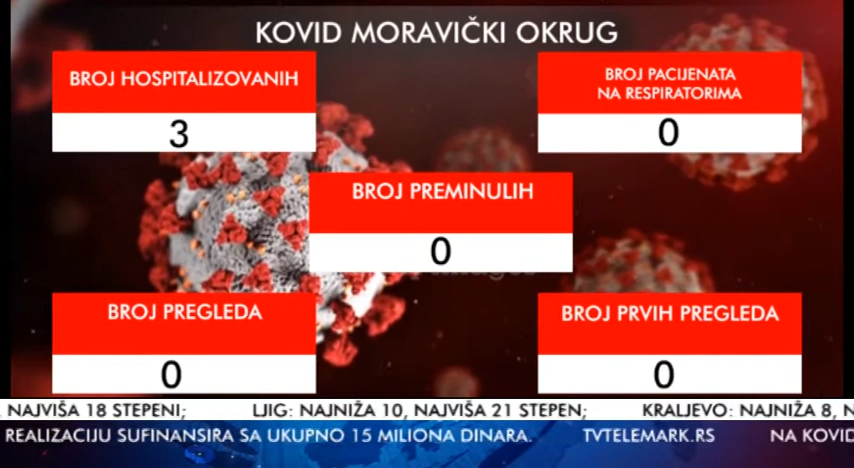 KOVID MORAVIČKI OKRUG
BROJ HOSPITALIZOVANIH
3
BROJ PACIJENATA
NA RESPIRATORIMA
0
BROJ PREMINULIH
0
BROJ PREGLEDA
0
BROJ PRVIH PREGLEDA
0
NAJVIŠA 18 STEPENI; LJIG: NAJNIŽA 10, NAJVIŠA 21 STEPEN; KRALJEVO: NAJNIŽA 8, N
REALIZACIJU SUFINANSIRA SA UKUPNO 15 MILIONA DINARA. TVTELEMARK.RS NA KOVID